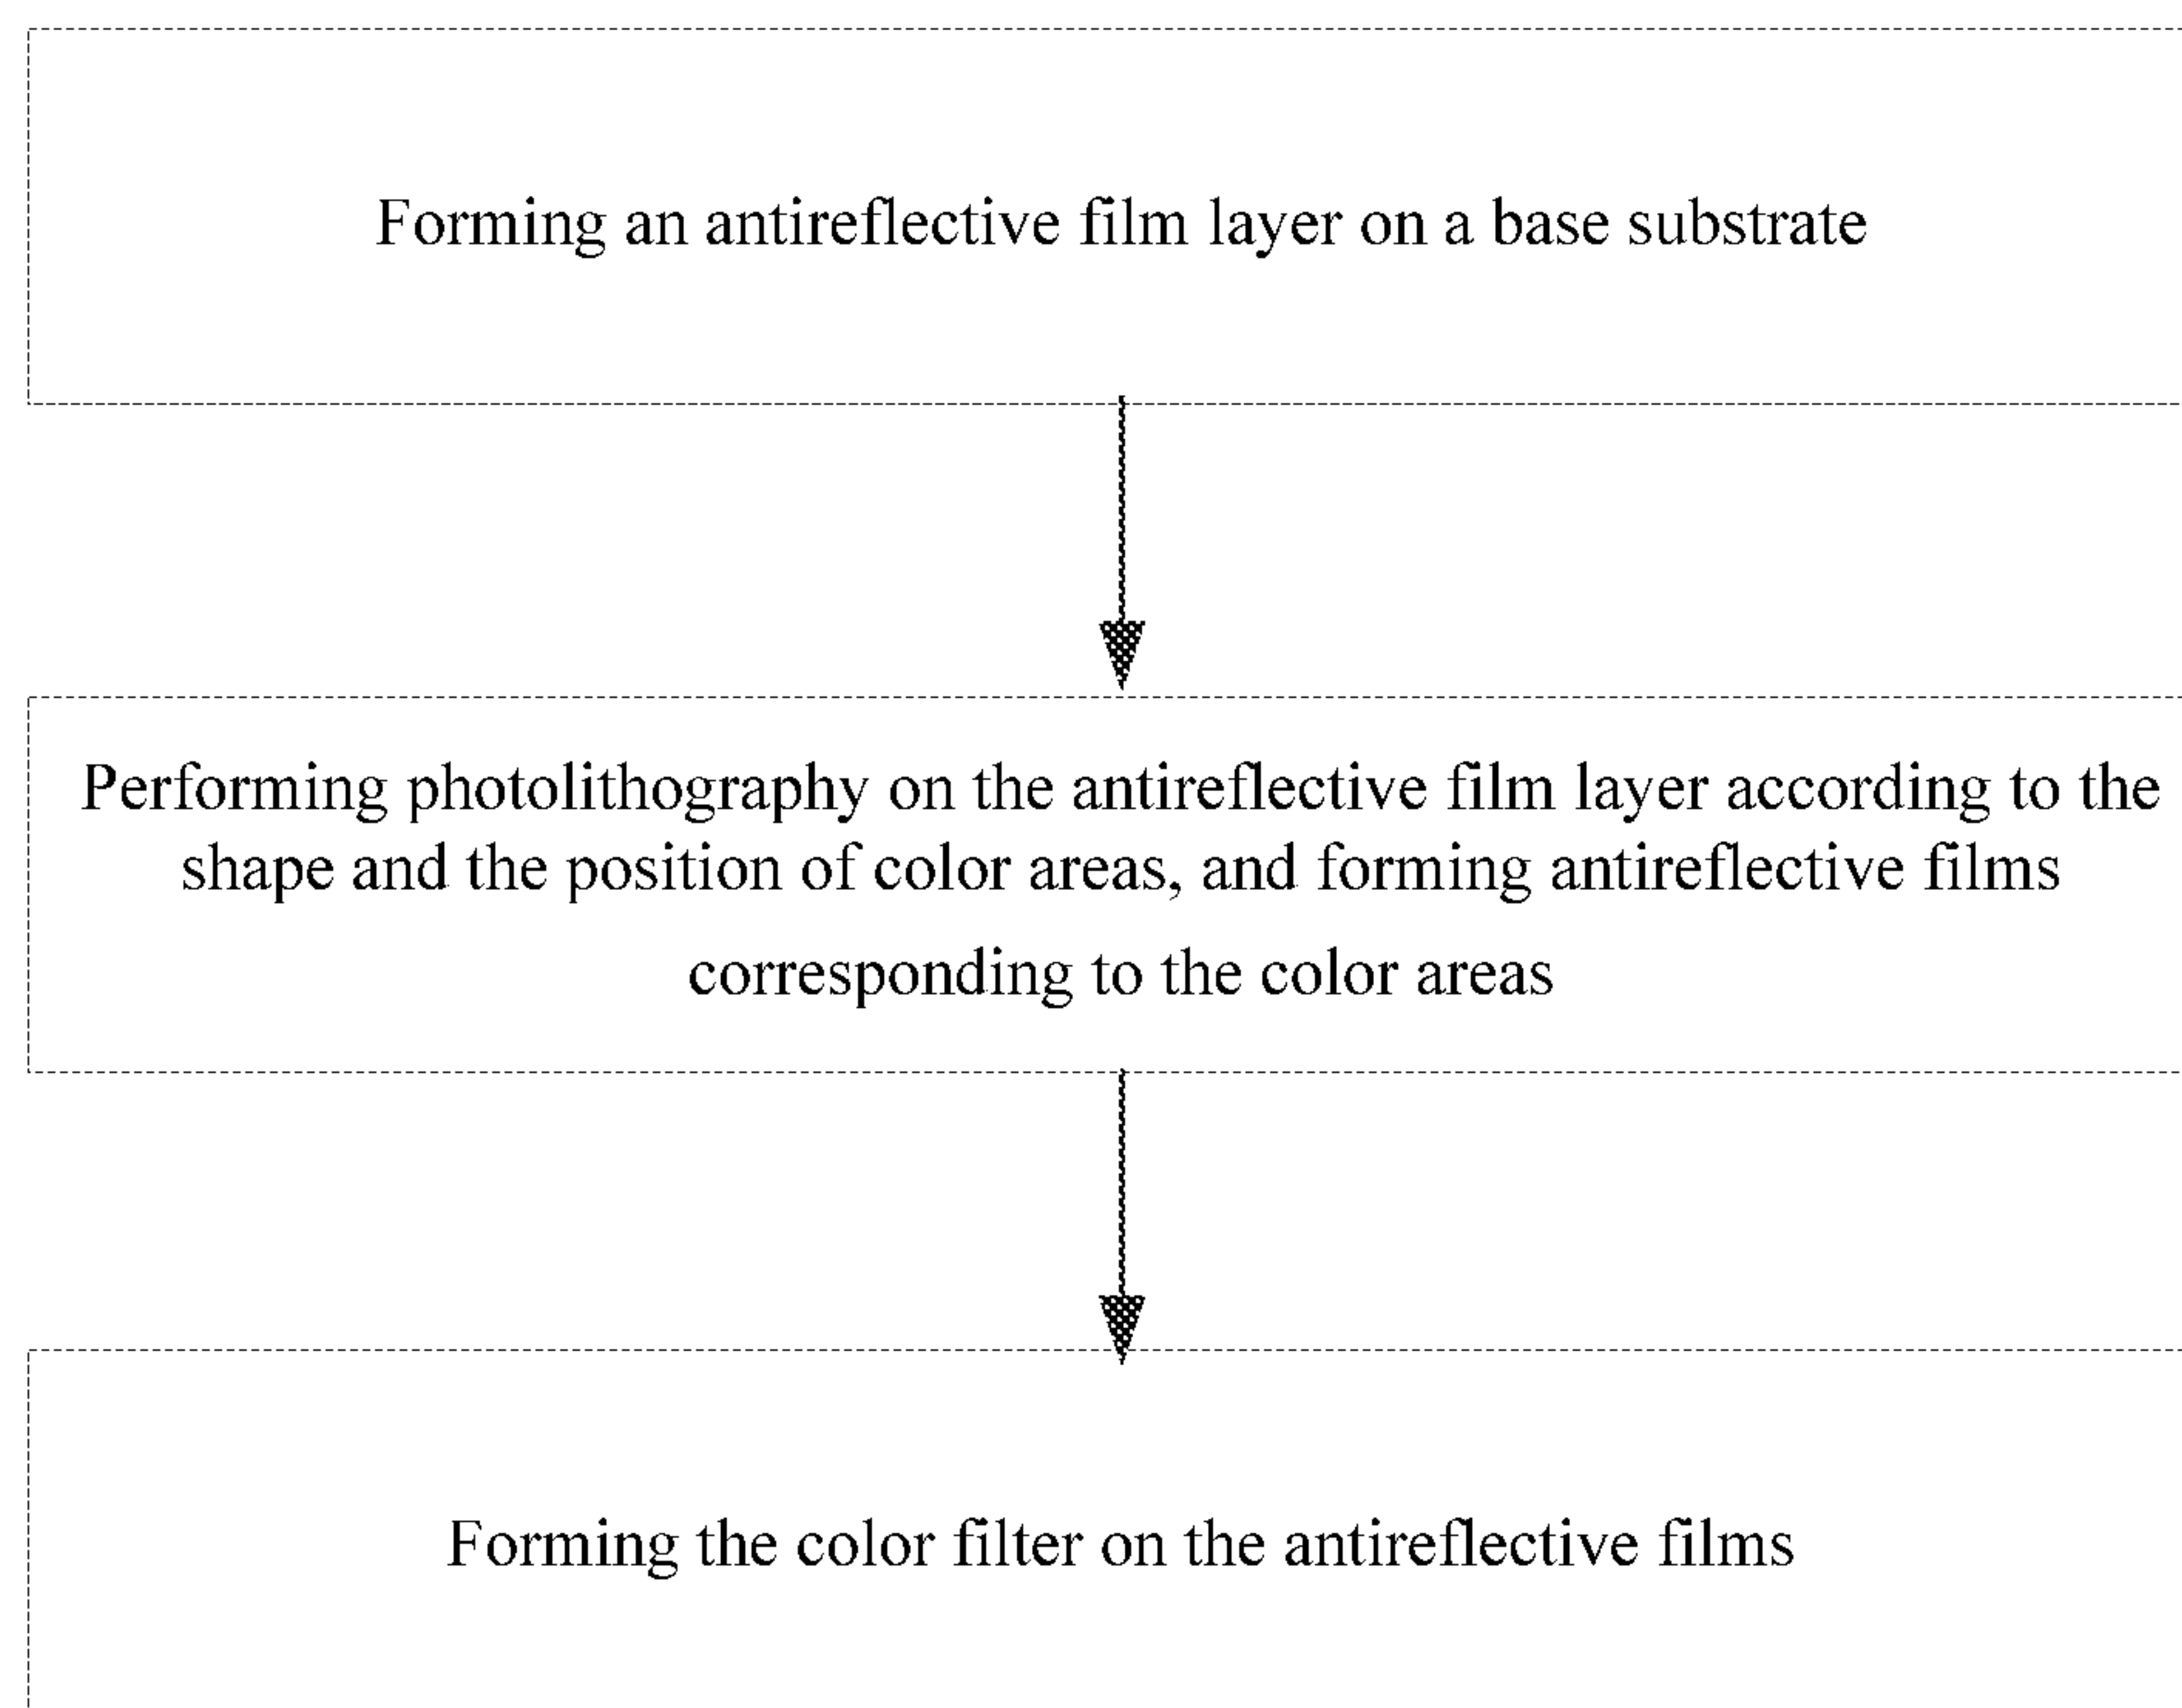 Forming an antireflective film layer on a base substrate
Performing photolithography on the antireflective film layer according to the
shape and the position of color areas, and forming antireflective films
corresponding to the color areas
Forming the color filter on the antireflective films